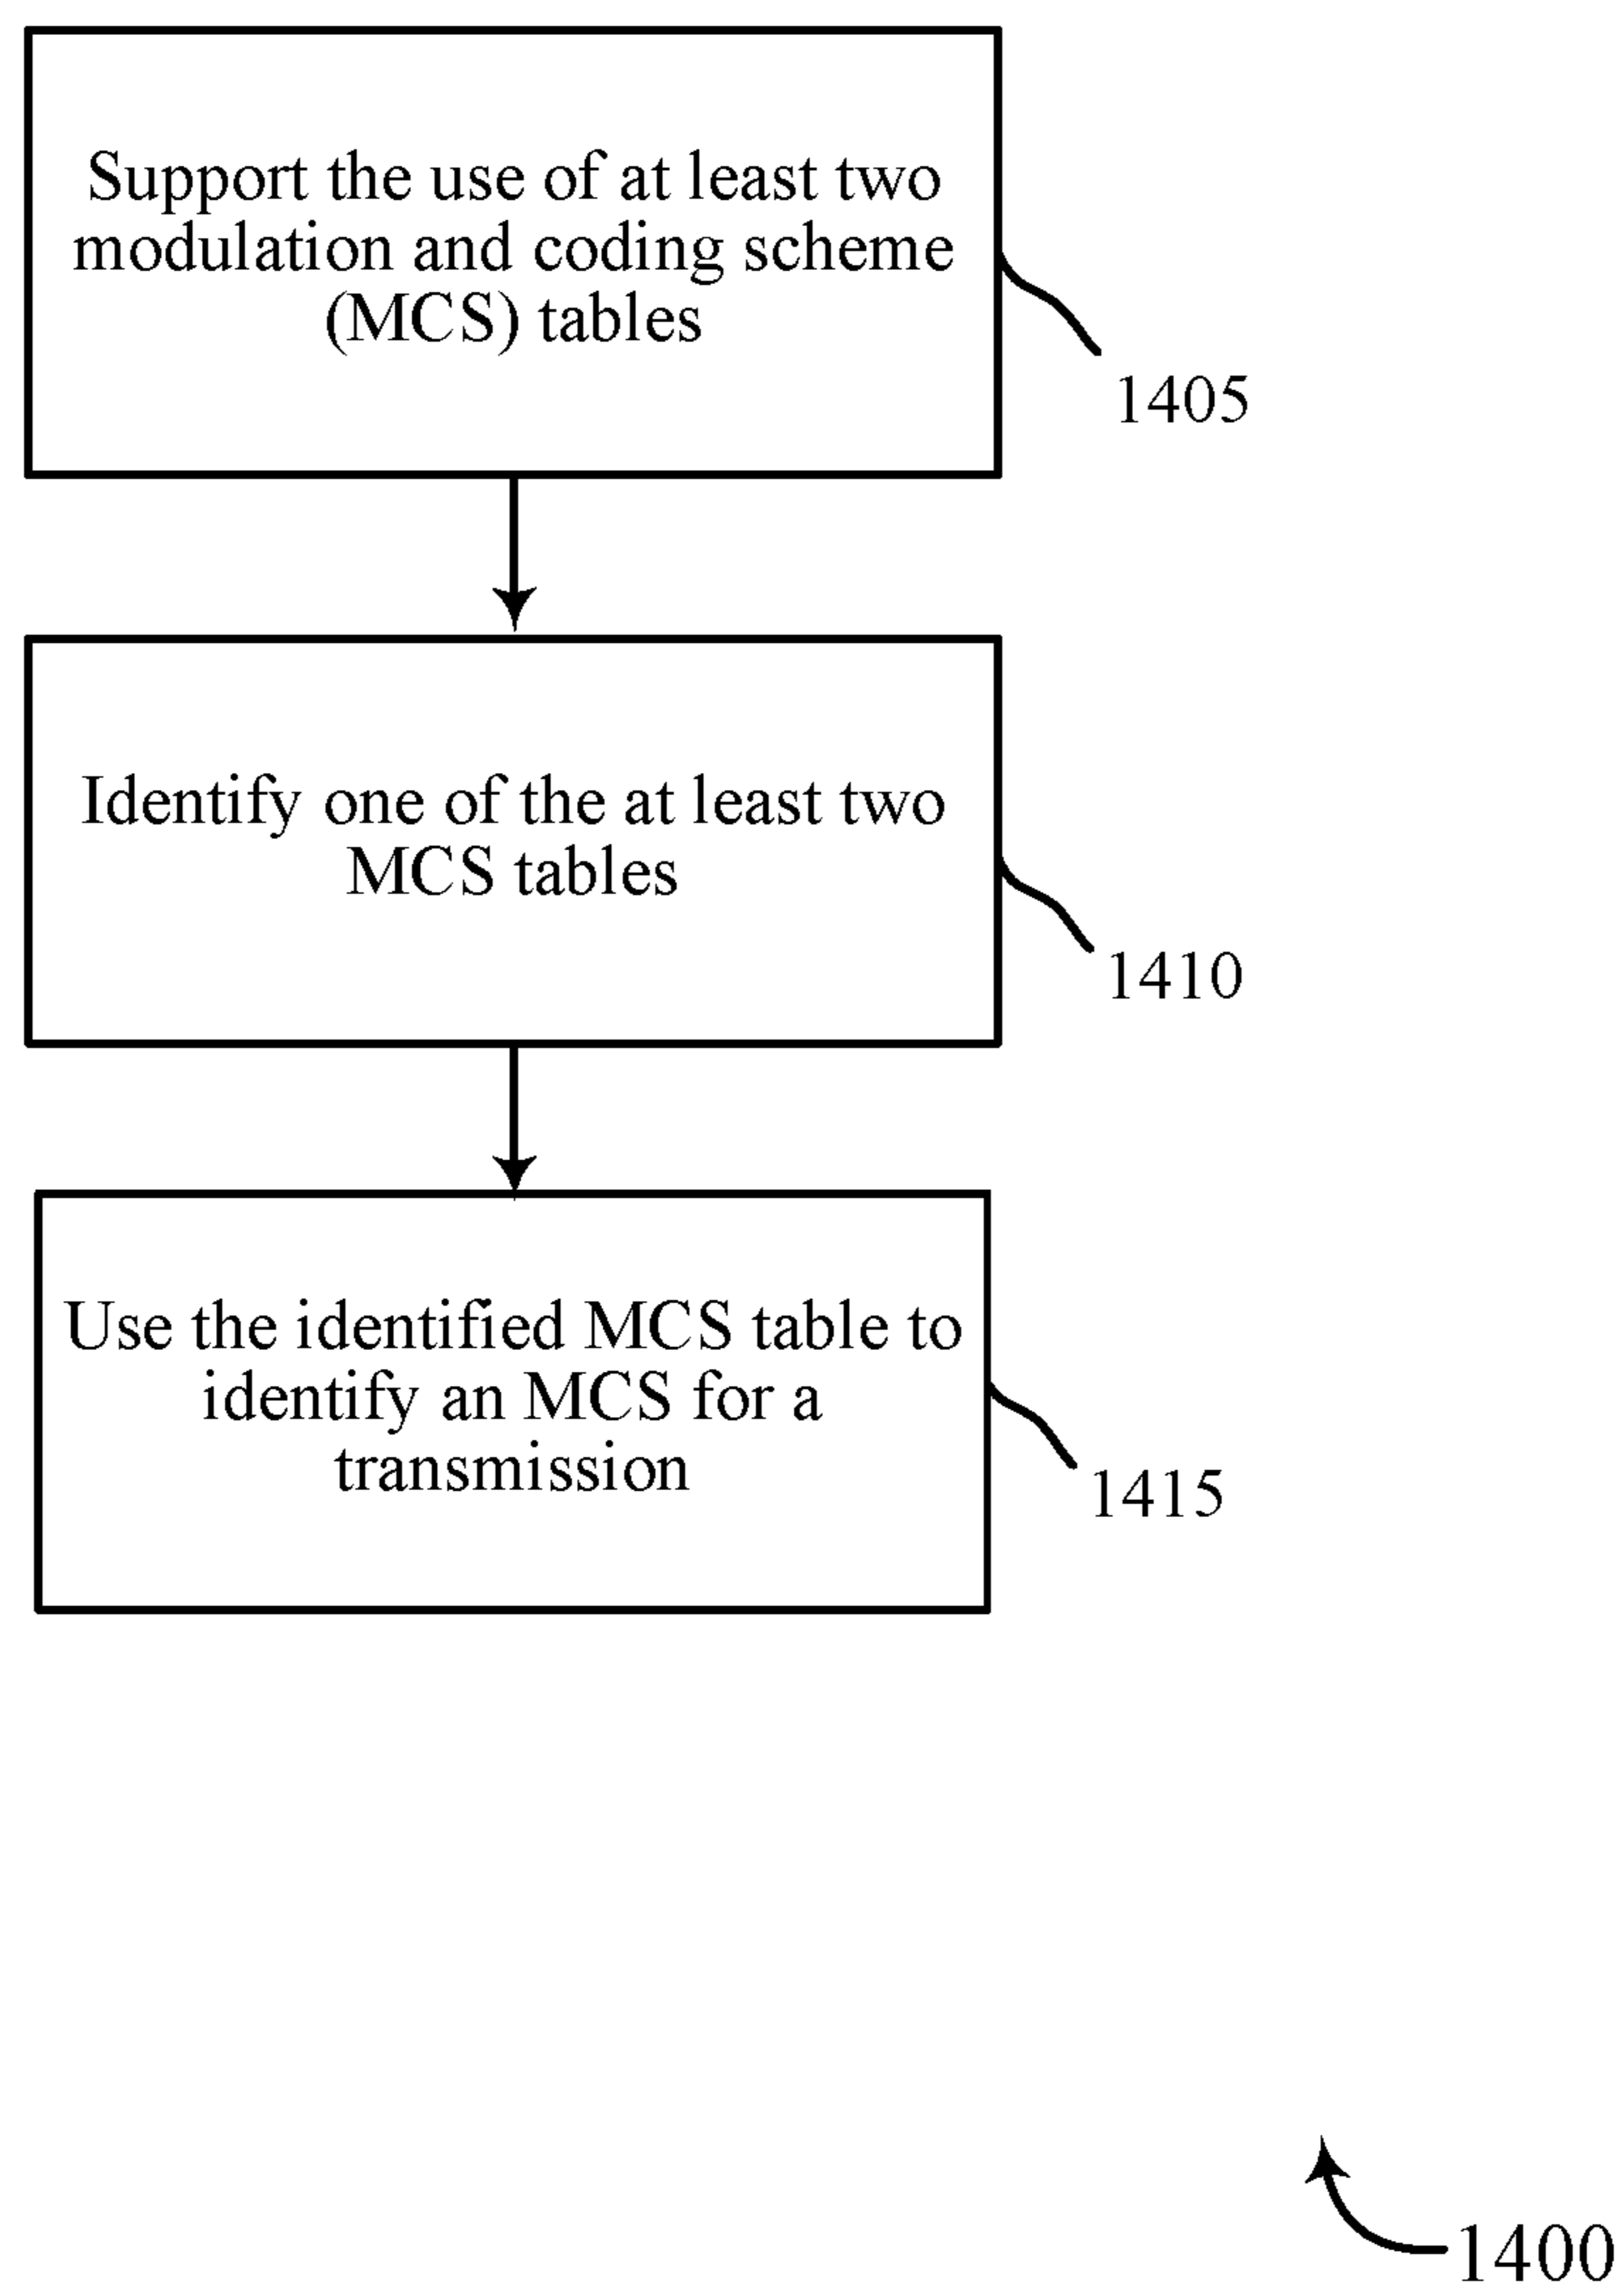 Support the use of at least two
modulation and coding scheme
(MCS) tables
1405
Identify one of the at least two
MCS tables
1410
Use the identified MCS table to
identify an MCS for a
transmission
1415
1400